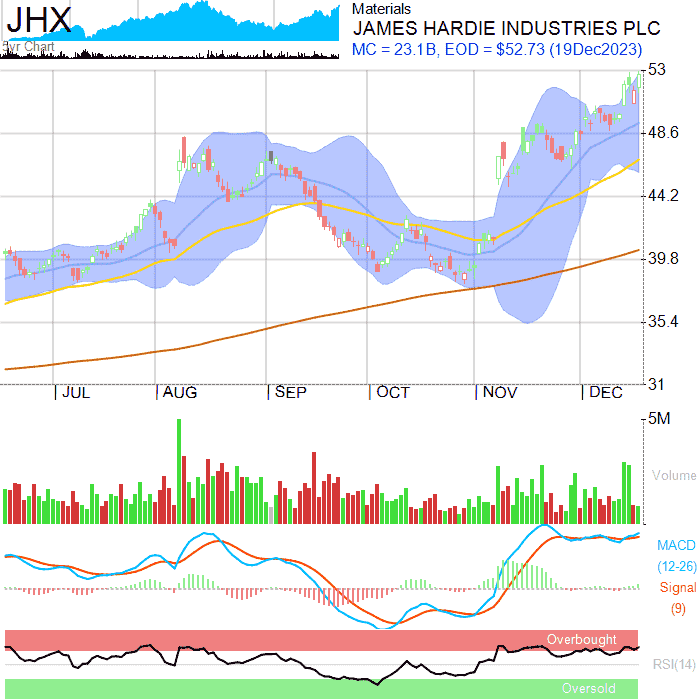 JHX
5yr Chart
Materials
JAMES HARDIE INDUSTRIES PLC
MC = 23.1B, EOD = $52.73 (19Dec2023)
53
48.6
44.2
39.8
35.4
31
JUL AUG SEP OCT NOV DEC
5M
Volume
MACD
(12-26)
Signal
(9)
Overbought
RSI(14)
Oversold